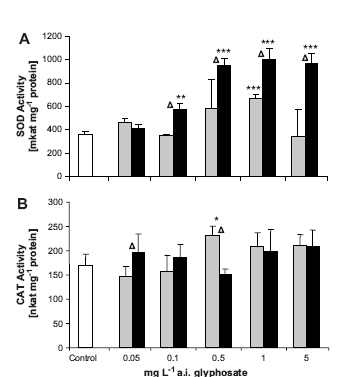 A
1200
1000
800
600
400
200
0
SOD Activity
[mkat mg-1 protein]
Δ **
Δ ***
*** Δ ***
Δ ***
B
300
250
200
150
100
50
0
CAT Activity
[nkat mg-1 protein]
Δ
* Δ
Control 0.05 0.1 0.5 1 5
mg L-1 a.i. glyphosate